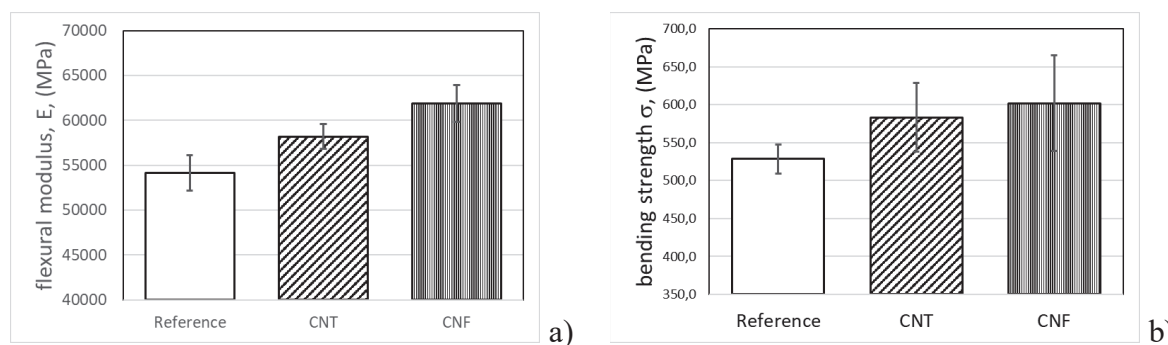 flexural modulus, E, (MPa)
70000
65000
60000
55000
50000
45000
40000
Reference CNT CNF
a)
bending strength σ, (MPa)
700,0
650,0
600,0
550,0
500,0
450,0
400,0
350,0
Reference CNT CNF
b)